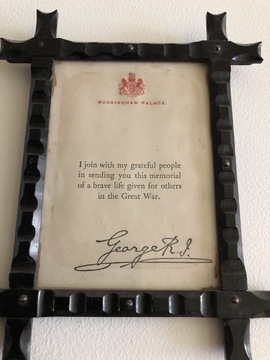 BUCKINGHAM PALACE.
I join with my grateful people
in sending you this memorial
of a brave life given for others
in the Great War.
George R.I.